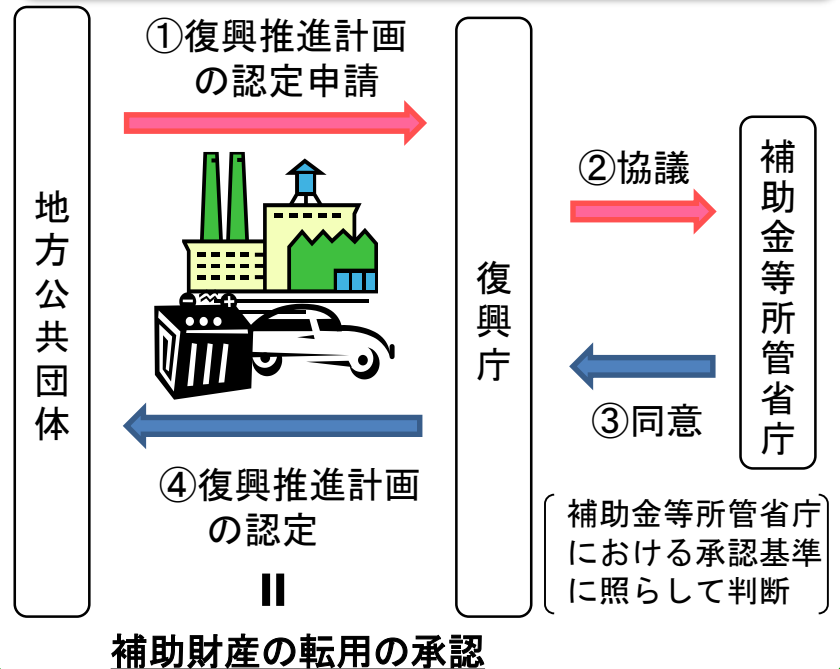 ①復興推進計画
の認定申請
地方公共団体
復興庁
②協議
補助金等所管省庁
③同意
④復興推進計画
の認定
補助金等所管省庁
における承認基準
に照らして判断
=
補助財産の転用の承認